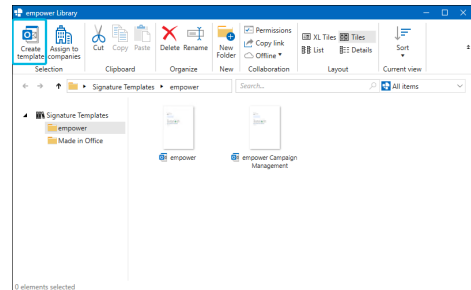 empower Library
Create template
Assign to companies
Cut
Copy
Paste
Delete
Rename
New Folder
Permissions
Copy link
Offline
XL Tiles
Tiles
List
Details
Sort
Selection
Clipboard
Organize
New
Collaboration
Layout
Current view
Signature Templates
empower
Search...
All items
Signature Templates
empower
Made in Office
empower
empower Campaign
Management
0 elements selected